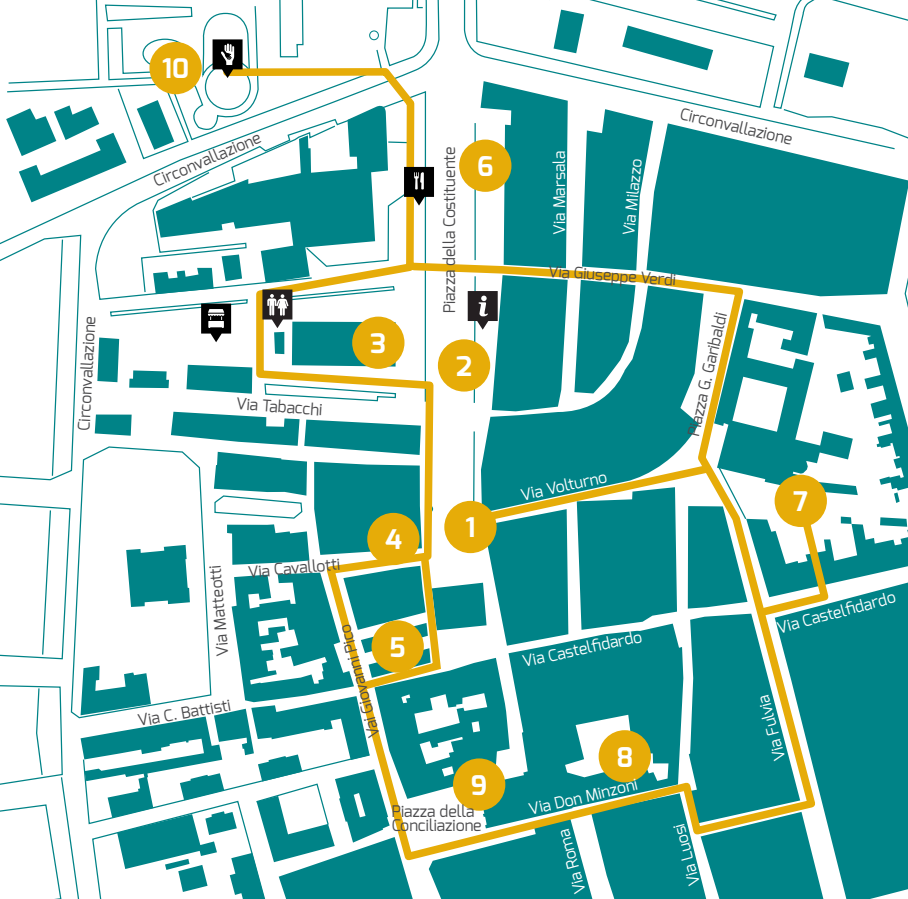 10
Circonvallazione
Circonvallazione
6
Piazza della Costituente
Via Marsala
Via Milazzo
Via Giuseppe Verdi
i
3
2
Piazza G. Garibaldi
Circonvallazione
Via Tabacchi
Via Volturno
7
1
4
Via Cavallotti
Via Matteotti
Via Castelfidardo
Via Castelfidardo
5
Vai Giovanni Pico
Via C. Battisti
Via Fulvia
8
9
Via Don Minzoni
Piazza della
Conciliazione
Via Roma
Via Luosi